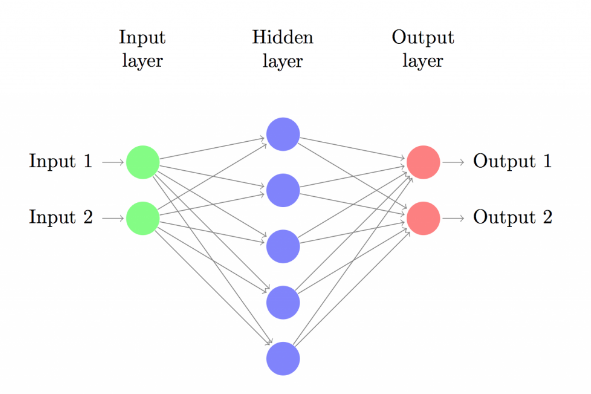 Input
layer
Hidden
layer
Output
layer
Input 1
Output 1
Input 2
Output 2